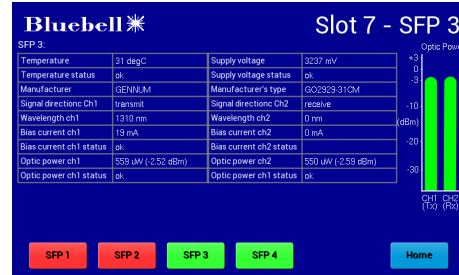 Bluebell
Slot 7 - SFP 3
SFP 3:
Optic Pow
Temperature 31 degC Supply voltage 3237 mV
Temperature status ok Supply voltage status ok
Manufacturer GENNUM Manufacturer's type GO2929-31CM
Signal directionc Ch1 transmit Signal directionc Ch2 receive
Wavelength ch1 1310 nm Wavelength ch2 0 nm
Bias current ch1 19 mA Bias current ch2 0 mA
Bias current ch1 status ok Bias current ch2 status
Optic power ch1 559 uW (-2.52 dBm) Optic power ch2 550 uW (-2.59 dBm)
Optic power ch1 status ok Optic power ch1 status ok
+3
0
-3
-10
(dBm)
-20
-30
CH1 CH2
(Tx) (Rx)
SFP 1 SFP 2 SFP 3 SFP 4 Home